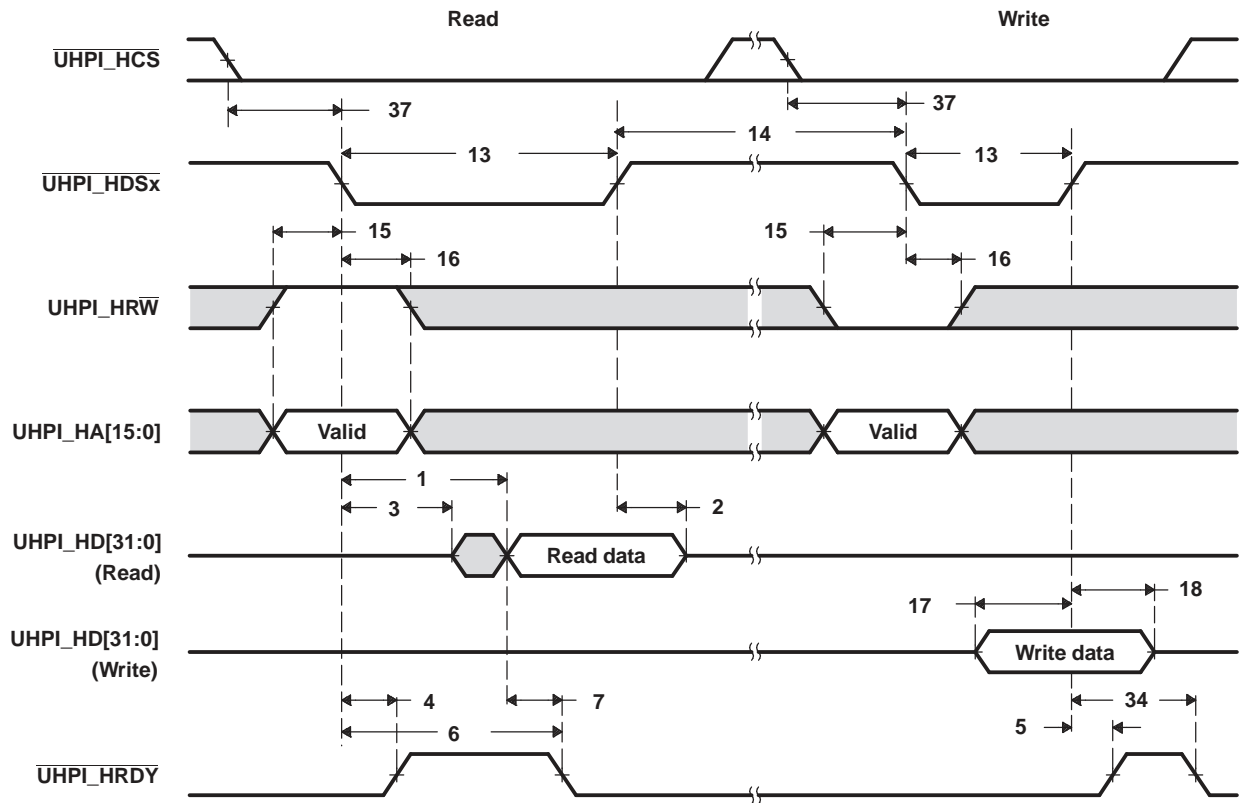 Read Write
UHPI_HCS
37 37
14
13 13
UHPI_HDSx
15 15
16 16
UHPI_HRW
UHPI_HA[15:0] Valid Valid
1
3 2
UHPI_HD[31:0]
(Read)
Read data
17 18
UHPI_HD[31:0]
(Write)
Write data
4 7 34
6 5
UHPI_HRDY